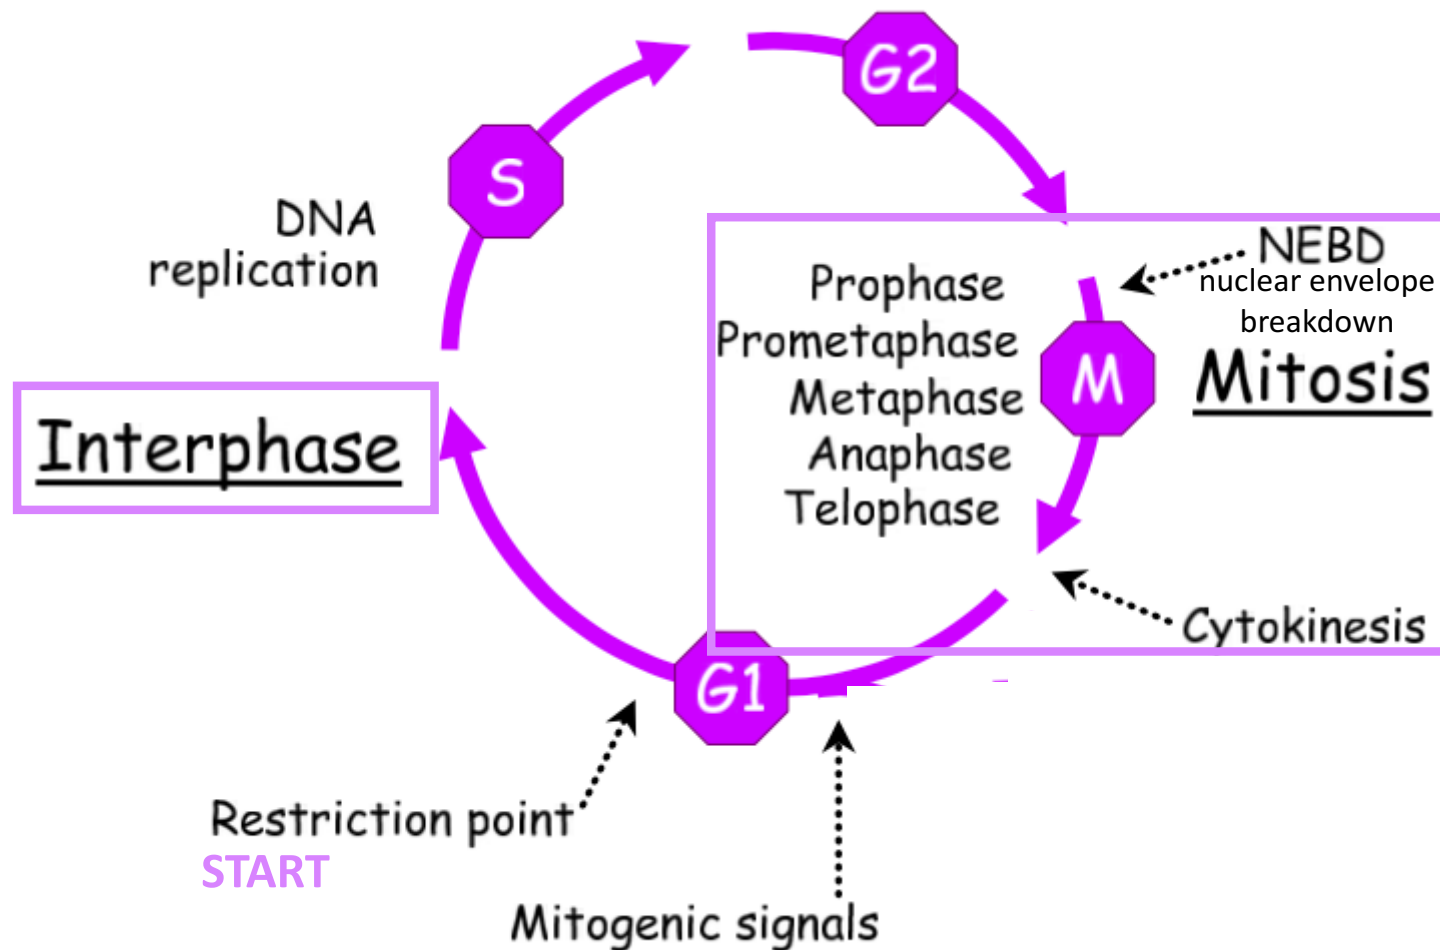 G2
S
DNA
replication
NEBD
nuclear envelope
breakdown
Prophase
Prometaphase
Metaphase
Anaphase
Telophase
M
Mitosis
Interphase
Cytokinesis
G1
Restriction point
START
Mitogenic signals